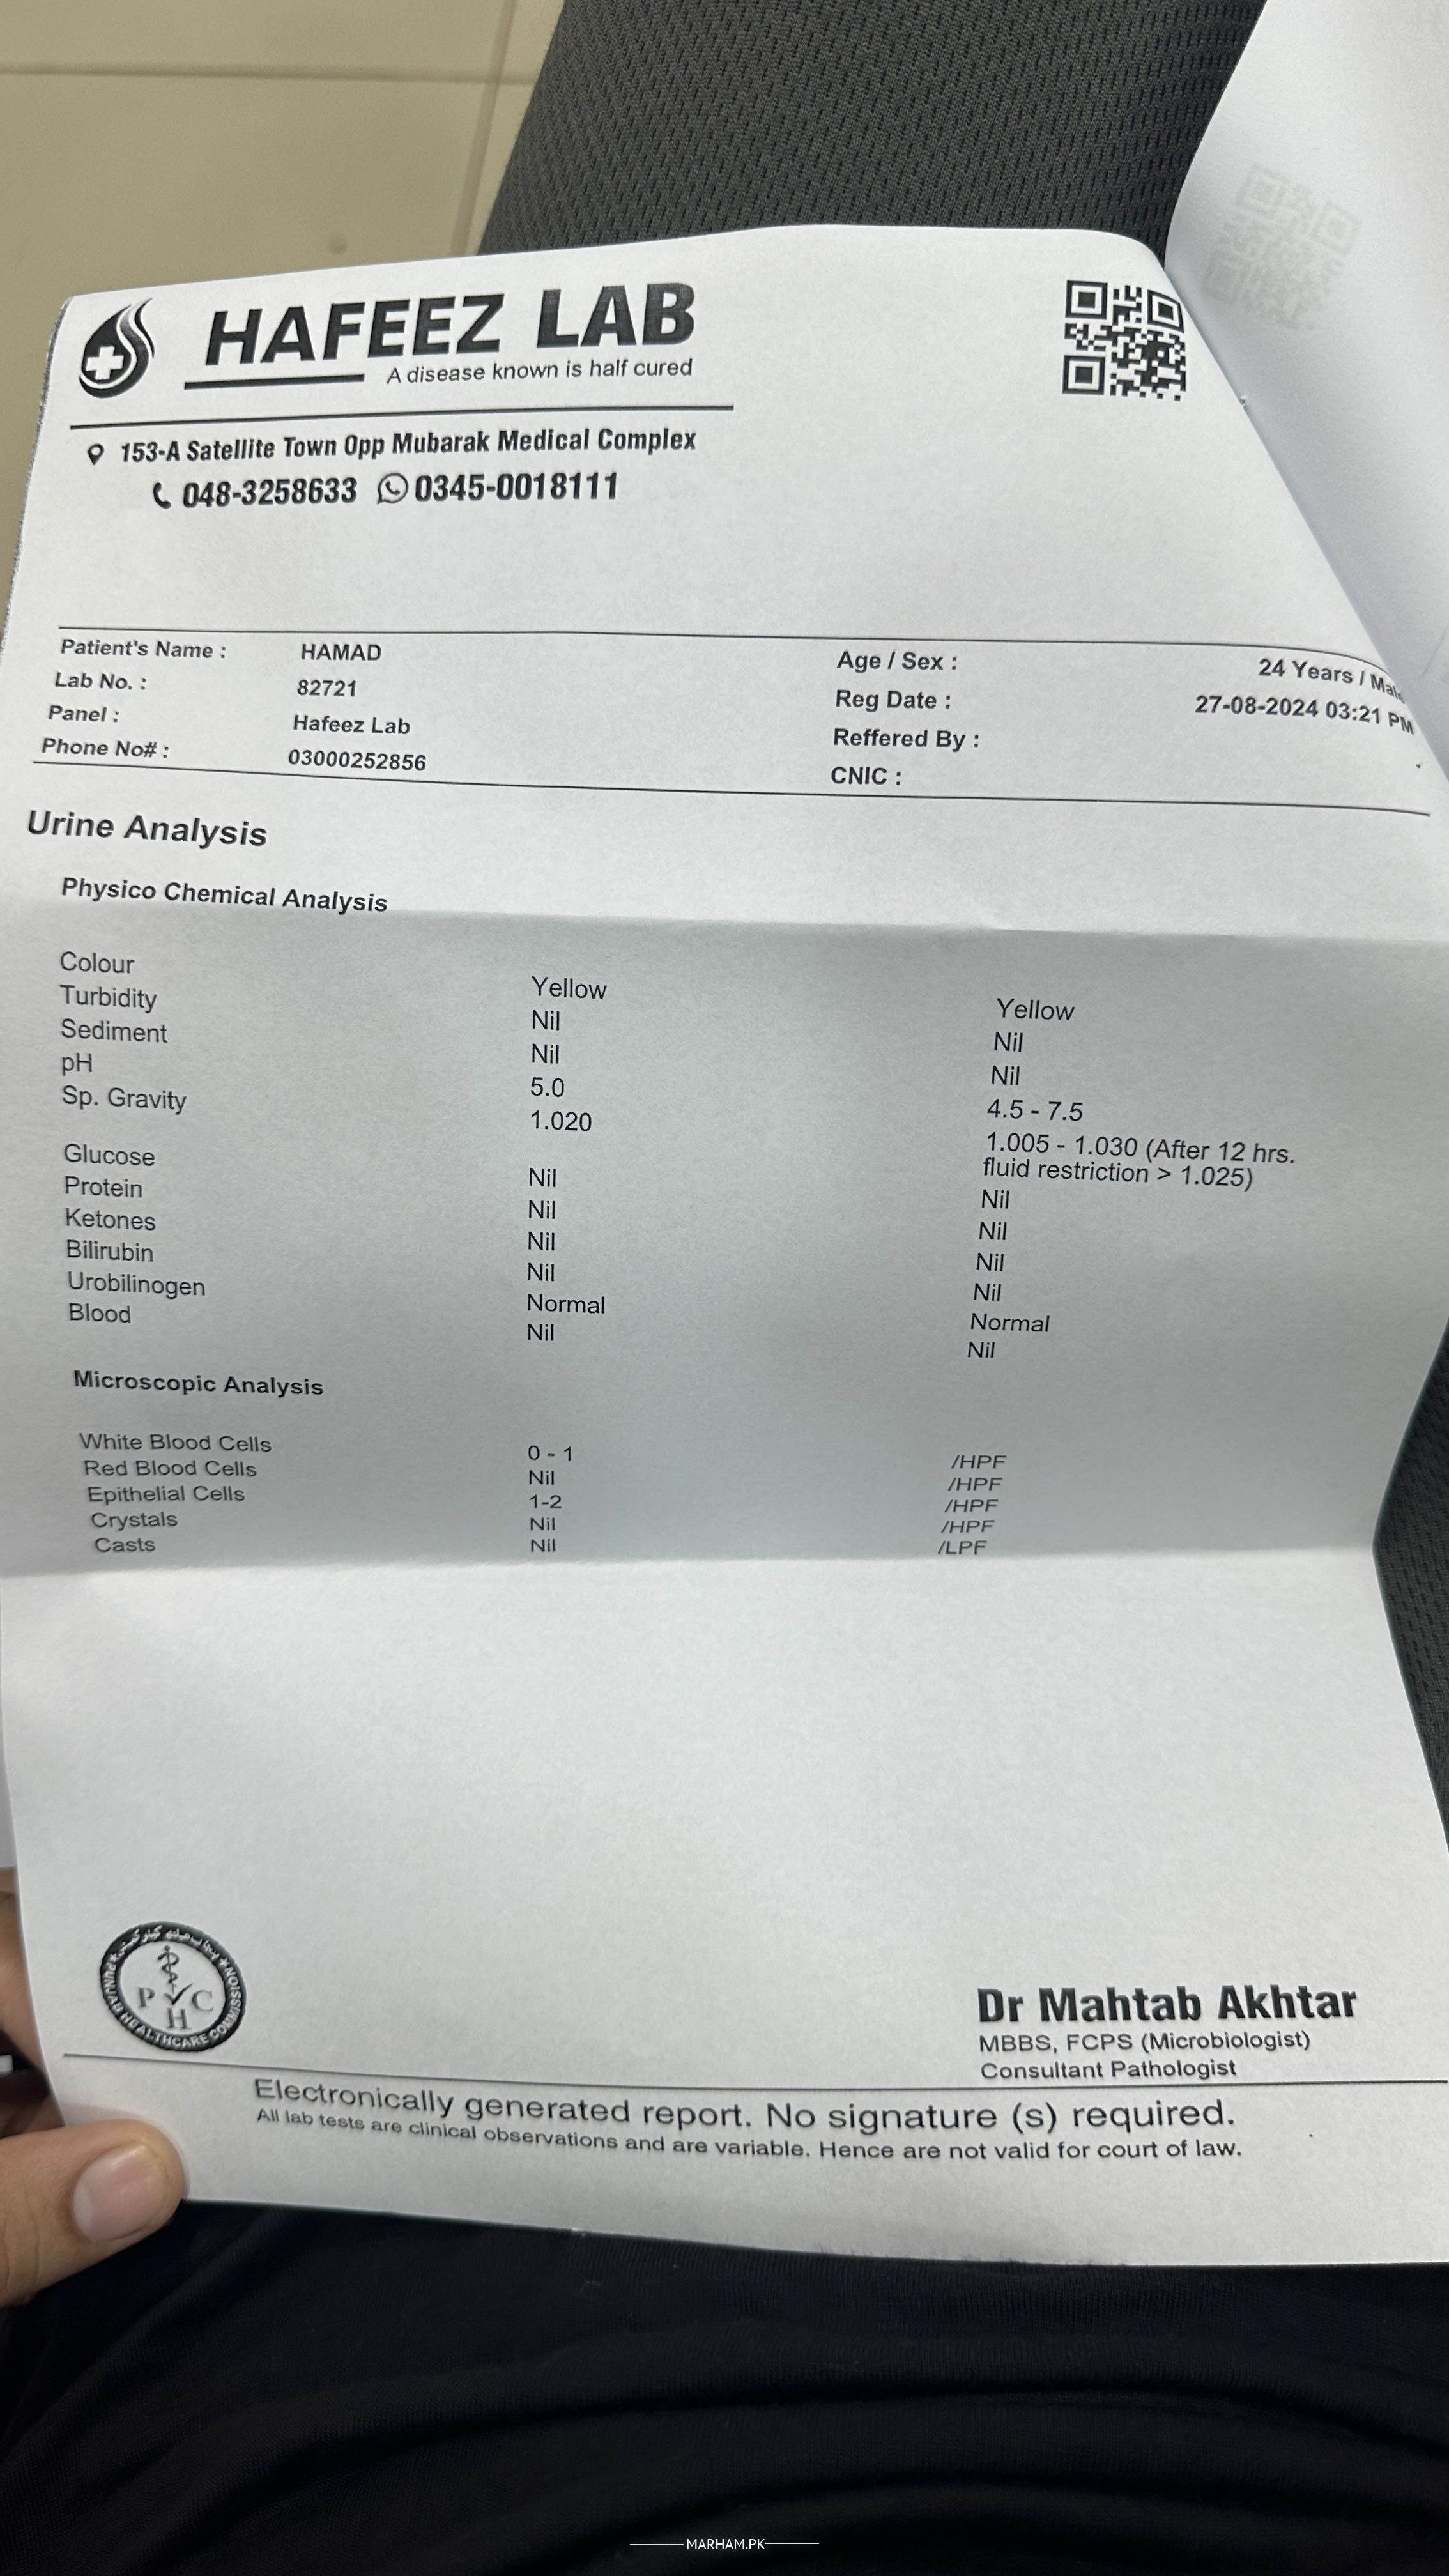 HAFEEZ LAB
A disease known is half cured
153-A Satellite Town Opp Mubarak Medical Complex
048-3258633 0345-0018111
Patient's Name : HAMAD Age / Sex : 24 Years / Male
Lab No. : 82721 Reg Date : 27-08-2024 03:21 PM
Panel : Hafeez Lab Reffered By :
Phone No# : 03000252856 CNIC :
Urine Analysis
Physico Chemical Analysis
Colour Yellow Yellow
Turbidity Nil Nil
Sediment Nil Nil
pH 5.0 4.5 - 7.5
Sp. Gravity 1.020 1.005 - 1.030 (After 12 hrs.
fluid restriction > 1.025)
Glucose Nil Nil
Protein Nil Nil
Ketones Nil Nil
Bilirubin Nil Nil
Urobilinogen Normal Normal
Blood Nil Nil
Microscopic Analysis
White Blood Cells 0 - 1 /HPF
Red Blood Cells Nil /HPF
Epithelial Cells 1-2 /HPF
Crystals Nil /HPF
Casts Nil /LPF
PHC
PUNJAB HEALTHCARE COMMISSION
Dr Mahtab Akhtar
MBBS, FCPS (Microbiologist)
Consultant Pathologist
Electronically generated report. No signature (s) required.
All lab tests are clinical observations and are variable. Hence are not valid for court of law.
MARHAM.PK